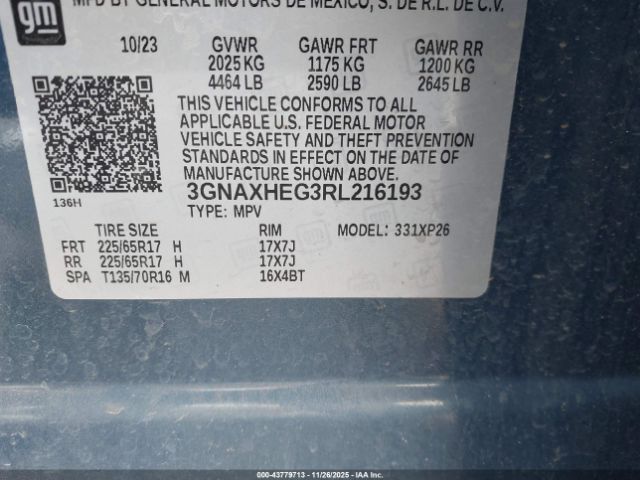 gm
MFD BY GENERAL MOTORS DE MEXICO, S. DE R.L. DE C.V.
10/23 GVWR GAWR FRT GAWR RR
2025 KG 1175 KG 1200 KG
4464 LB 2590 LB 2645 LB
THIS VEHICLE CONFORMS TO ALL
APPLICABLE U.S. FEDERAL MOTOR
VEHICLE SAFETY AND THEFT PREVENTION
STANDARDS IN EFFECT ON THE DATE OF
MANUFACTURE SHOWN ABOVE.
136H
3GNAXHEG3RL216193
TYPE: MPV
TIRE SIZE RIM MODEL: 331XP26
FRT 225/65R17 H 17X7J
RR 225/65R17 H 17X7J
SPA T135/70R16 M 16X4BT
000-43779713 - 11/26/2025 - IAA Inc.